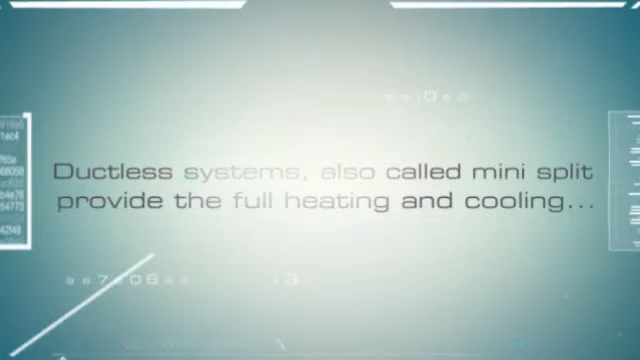 Ductless systems, also called mini split
provide the full heating and cooling...